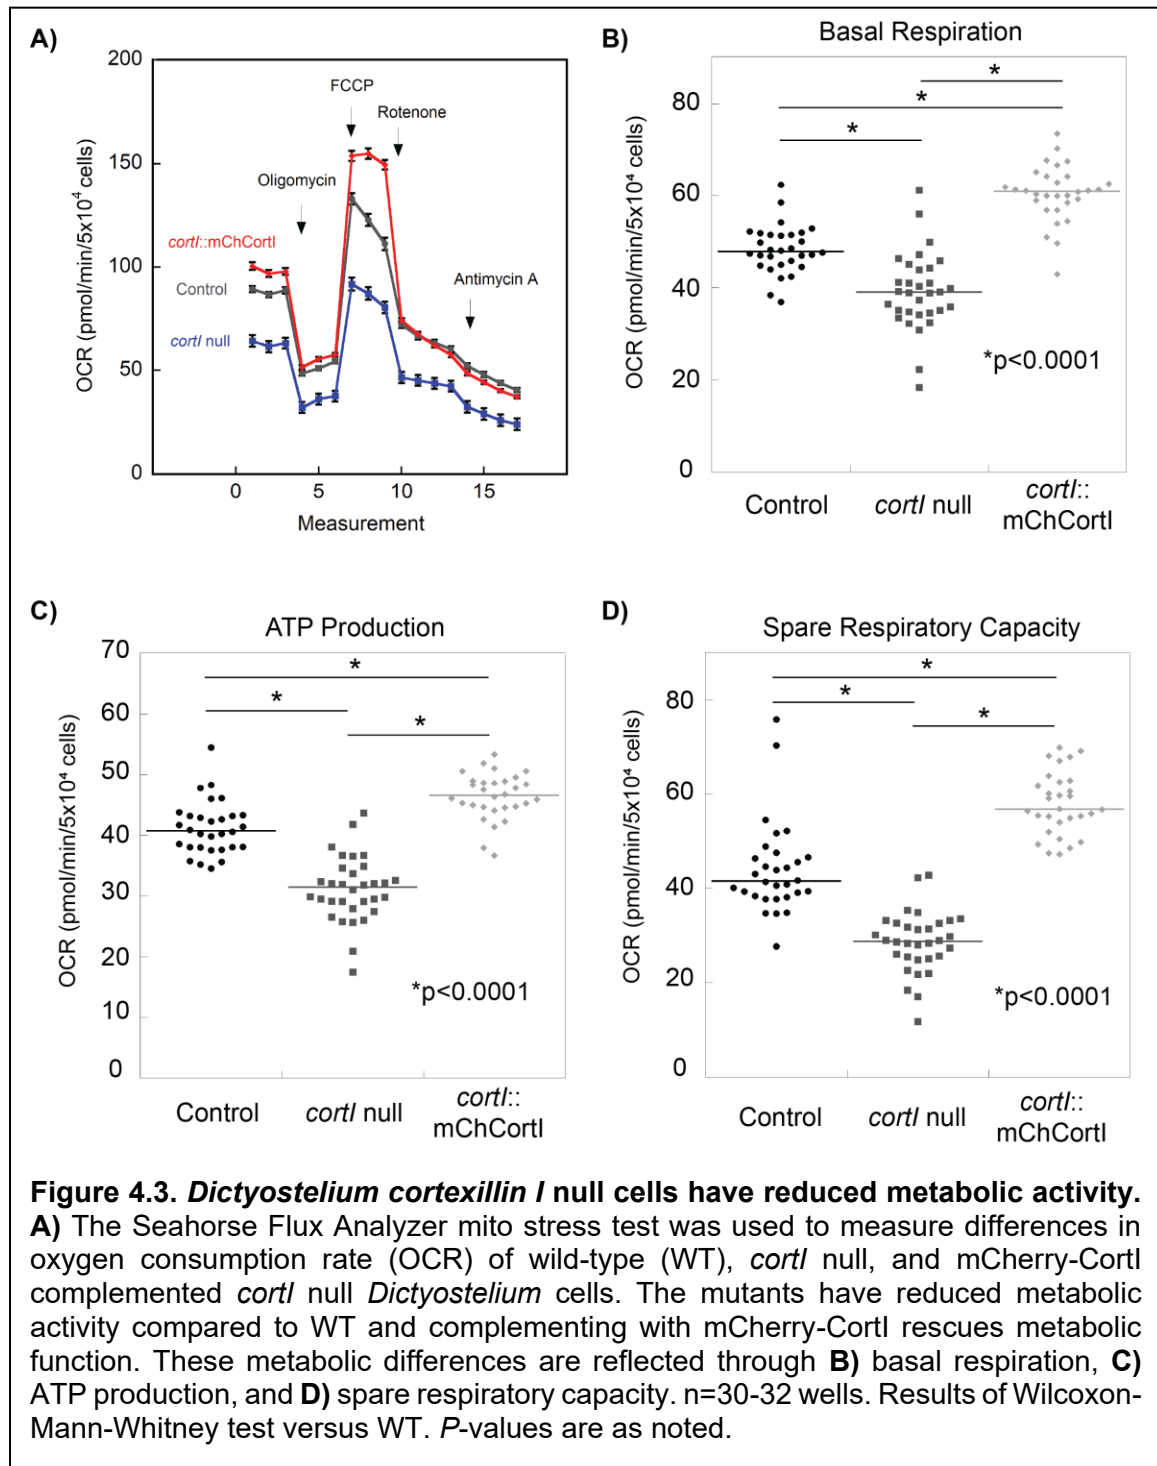 A)
200
150
100
50
0
OCR (pmol/min/5x10⁴ cells)
FCCP
Rotenone
Oligomycin
cortI::mChCortI
Control
cortI null
Antimycin A
0 5 10 15
Measurement
B)
Basal Respiration
80
60
40
20
0
OCR (pmol/min/5x10⁴ cells)
*
*
*
*p<0.0001
Control
cortI null
cortI::
mChCortI
C)
ATP Production
70
60
50
40
30
20
10
0
OCR (pmol/min/5x10⁴ cells)
*
*
*
*p<0.0001
Control
cortI null
cortI::
mChCortI
D)
Spare Respiratory Capacity
80
60
40
20
0
OCR (pmol/min/5x10⁴ cells)
*
*
*
*p<0.0001
Control
cortI null
cortI::
mChCortI
Figure 4.3. Dictyostelium cortexillin I null cells have reduced metabolic activity.
A) The Seahorse Flux Analyzer mito stress test was used to measure differences in
oxygen consumption rate (OCR) of wild-type (WT), cortI null, and mCherry-CortI
complemented cortI null Dictyostelium cells. The mutants have reduced metabolic
activity compared to WT and complementing with mCherry-CortI rescues metabolic
function. These metabolic differences are reflected through B) basal respiration, C)
ATP production, and D) spare respiratory capacity. n=30-32 wells. Results of Wilcoxon-
Mann-Whitney test versus WT. P-values are as noted.